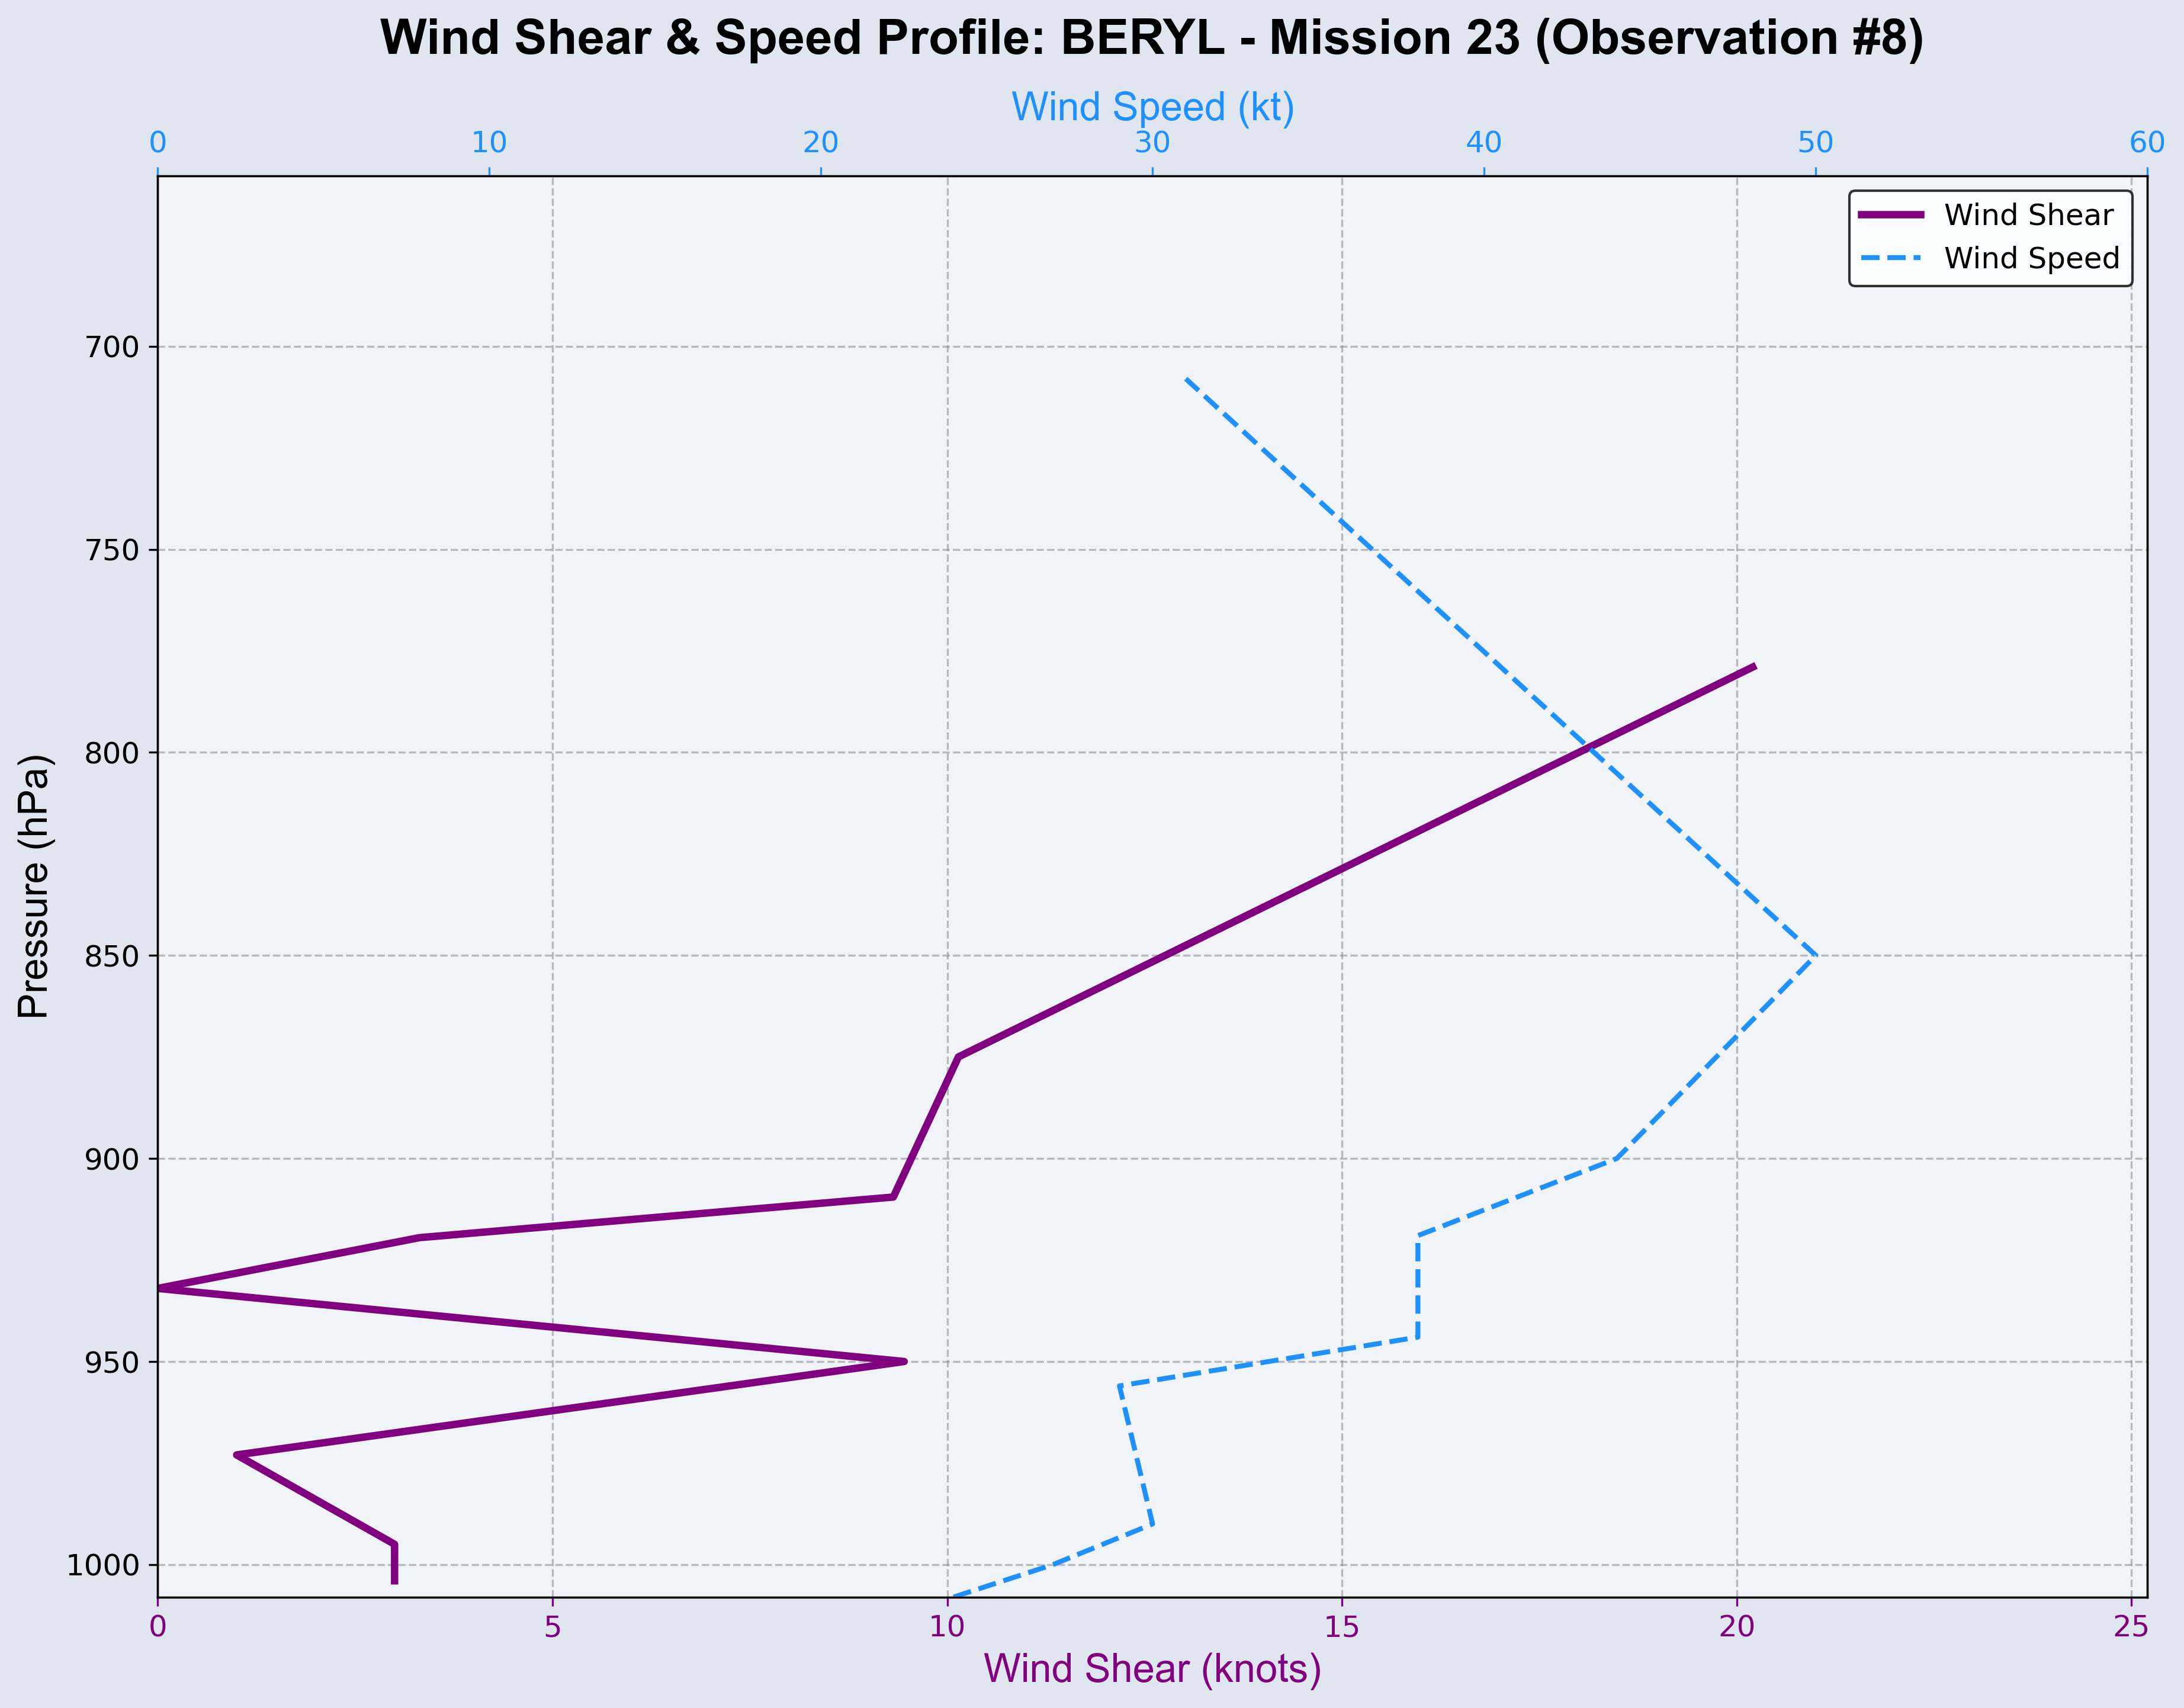 Wind Shear & Speed Profile: BERYL - Mission 23 (Observation #8)
Wind Speed (kt)
0 10 20 30 40 50 60
Wind Shear
Wind Speed
700
750
800
850
900
950
1000
Pressure (hPa)
0 5 10 15 20 25
Wind Shear (knots)